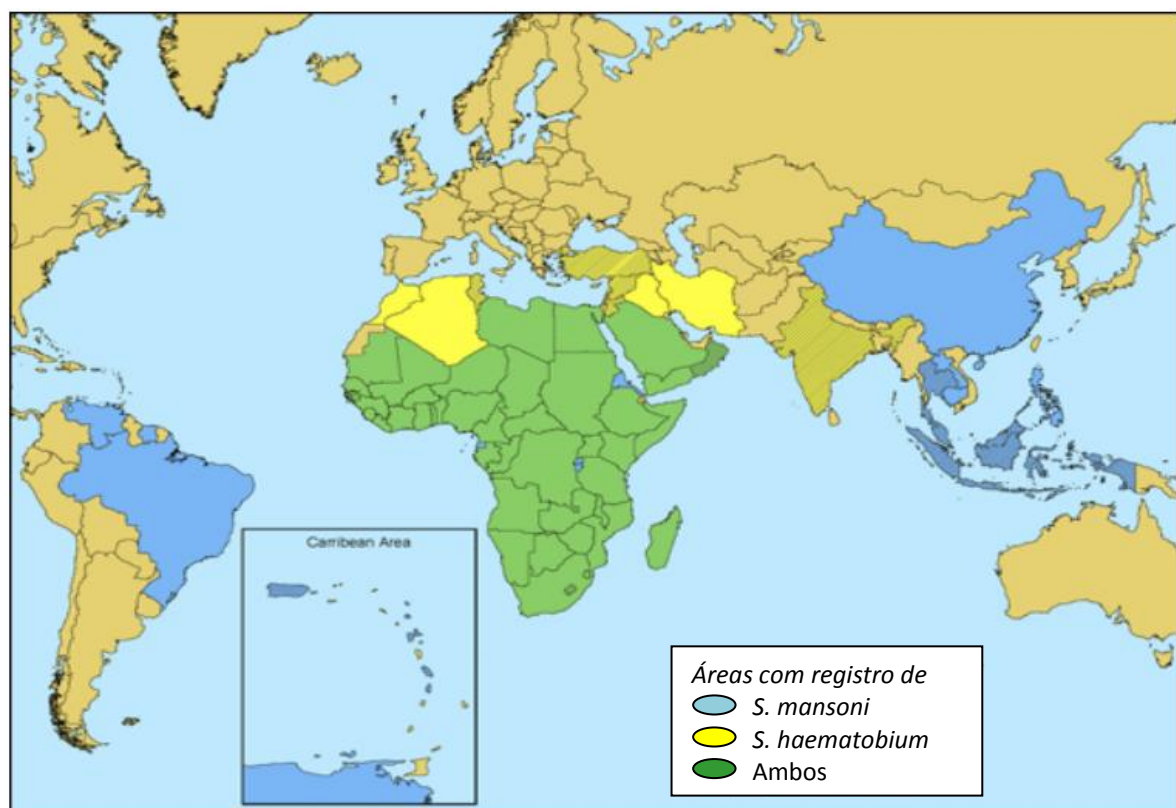 Carribean Area
Áreas com registro de
S. mansoni
S. haematobium
Ambos